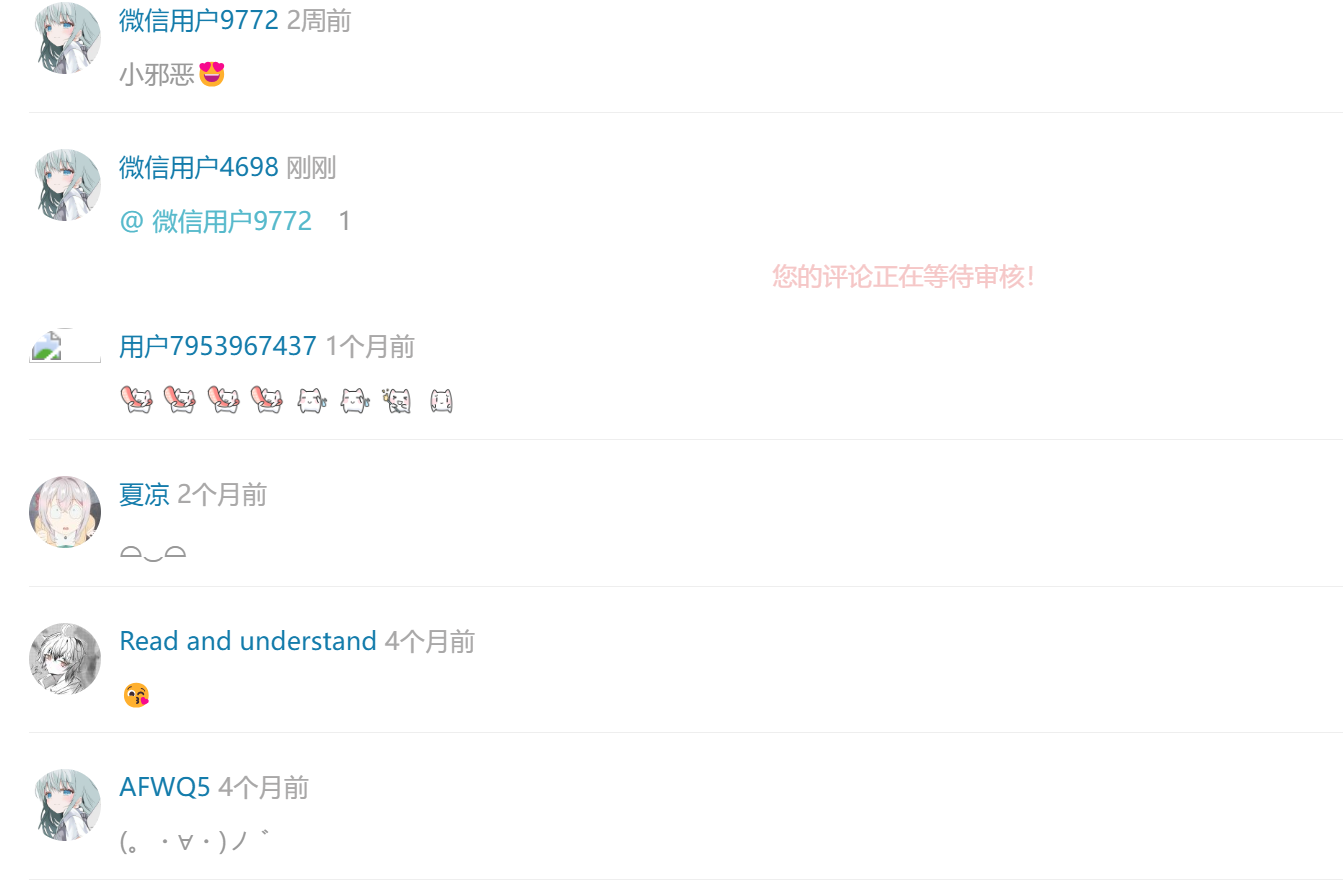 微信用户9772 2周前
小邪恶😍
微信用户4698 刚刚
@ 微信用户9772 1
您的评论正在等待审核!
用户7953967437 1个月前
夏凉 2个月前
⌓‿⌓
Read and understand 4个月前
😘
AFWQ5 4个月前
(。・∀・)ノ゛